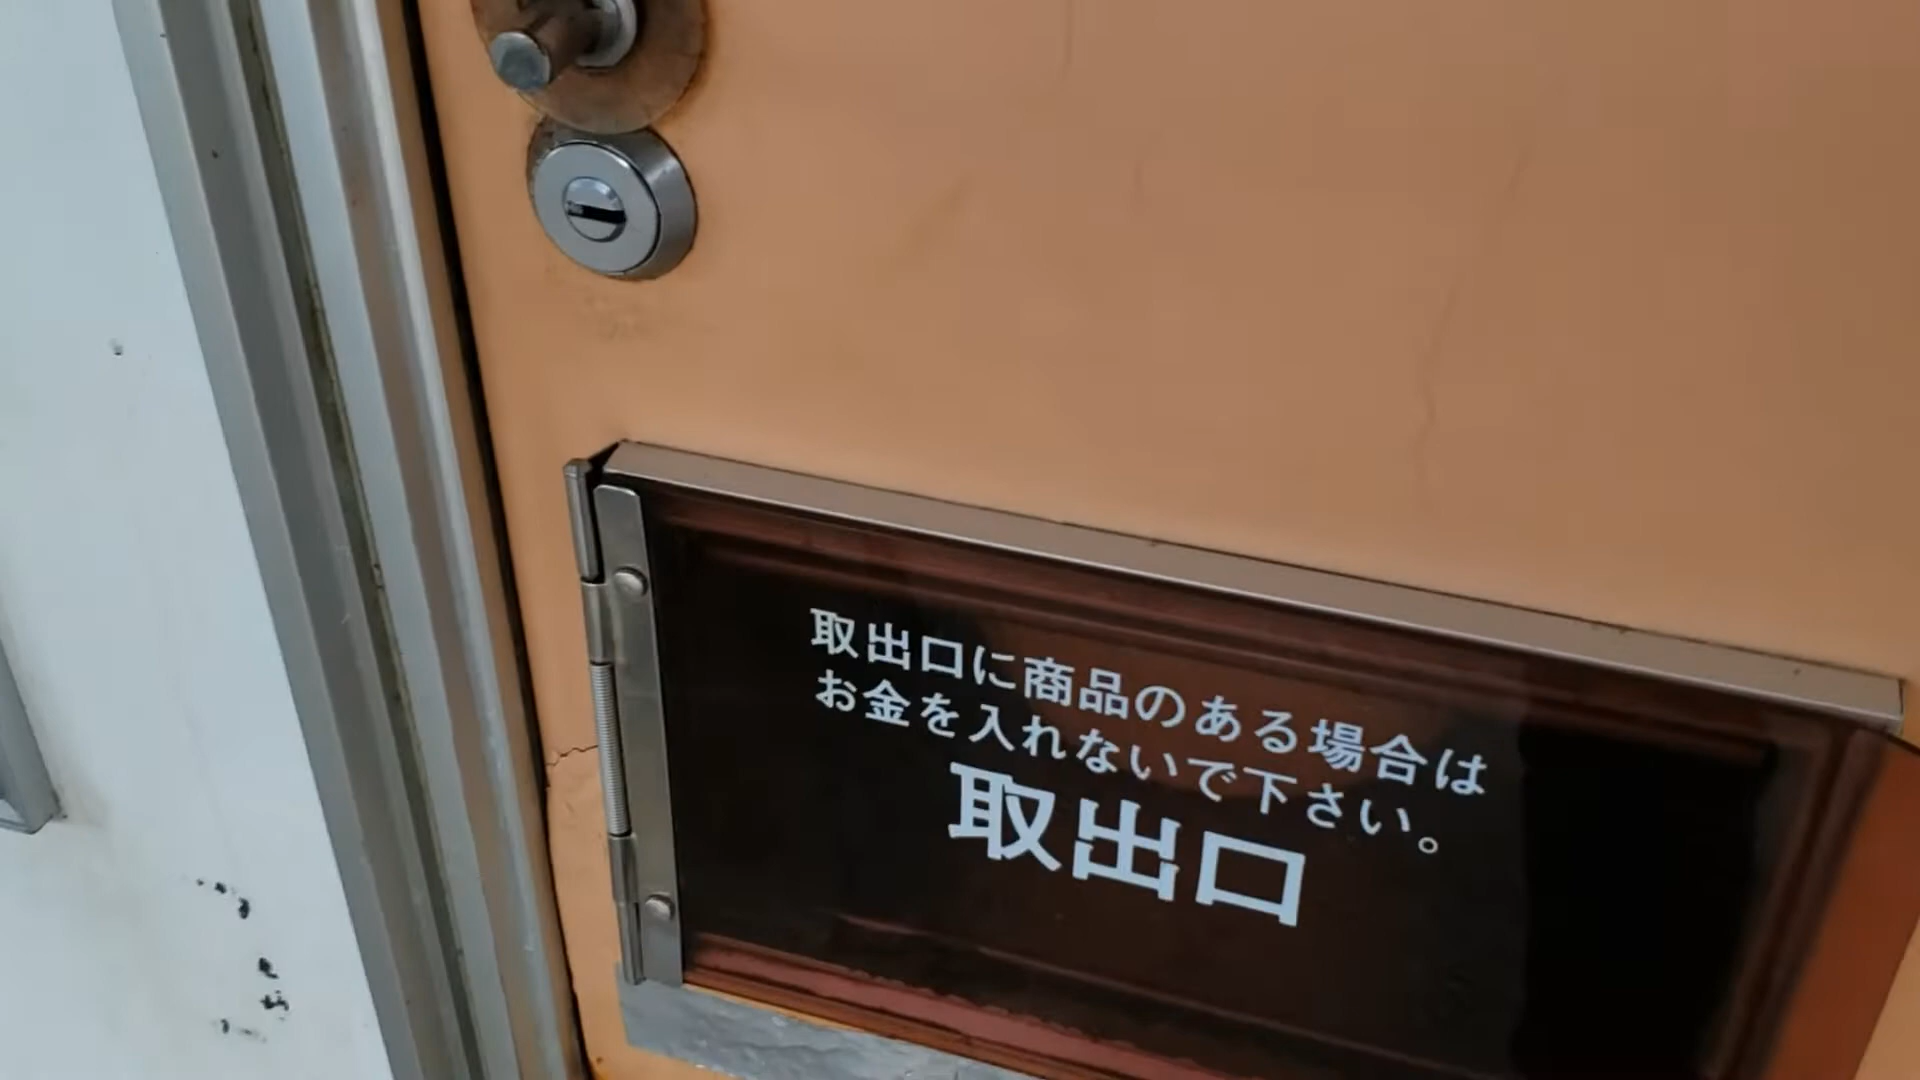 取出口に商品のある場合は
お金を入れないで下さい。
取出口